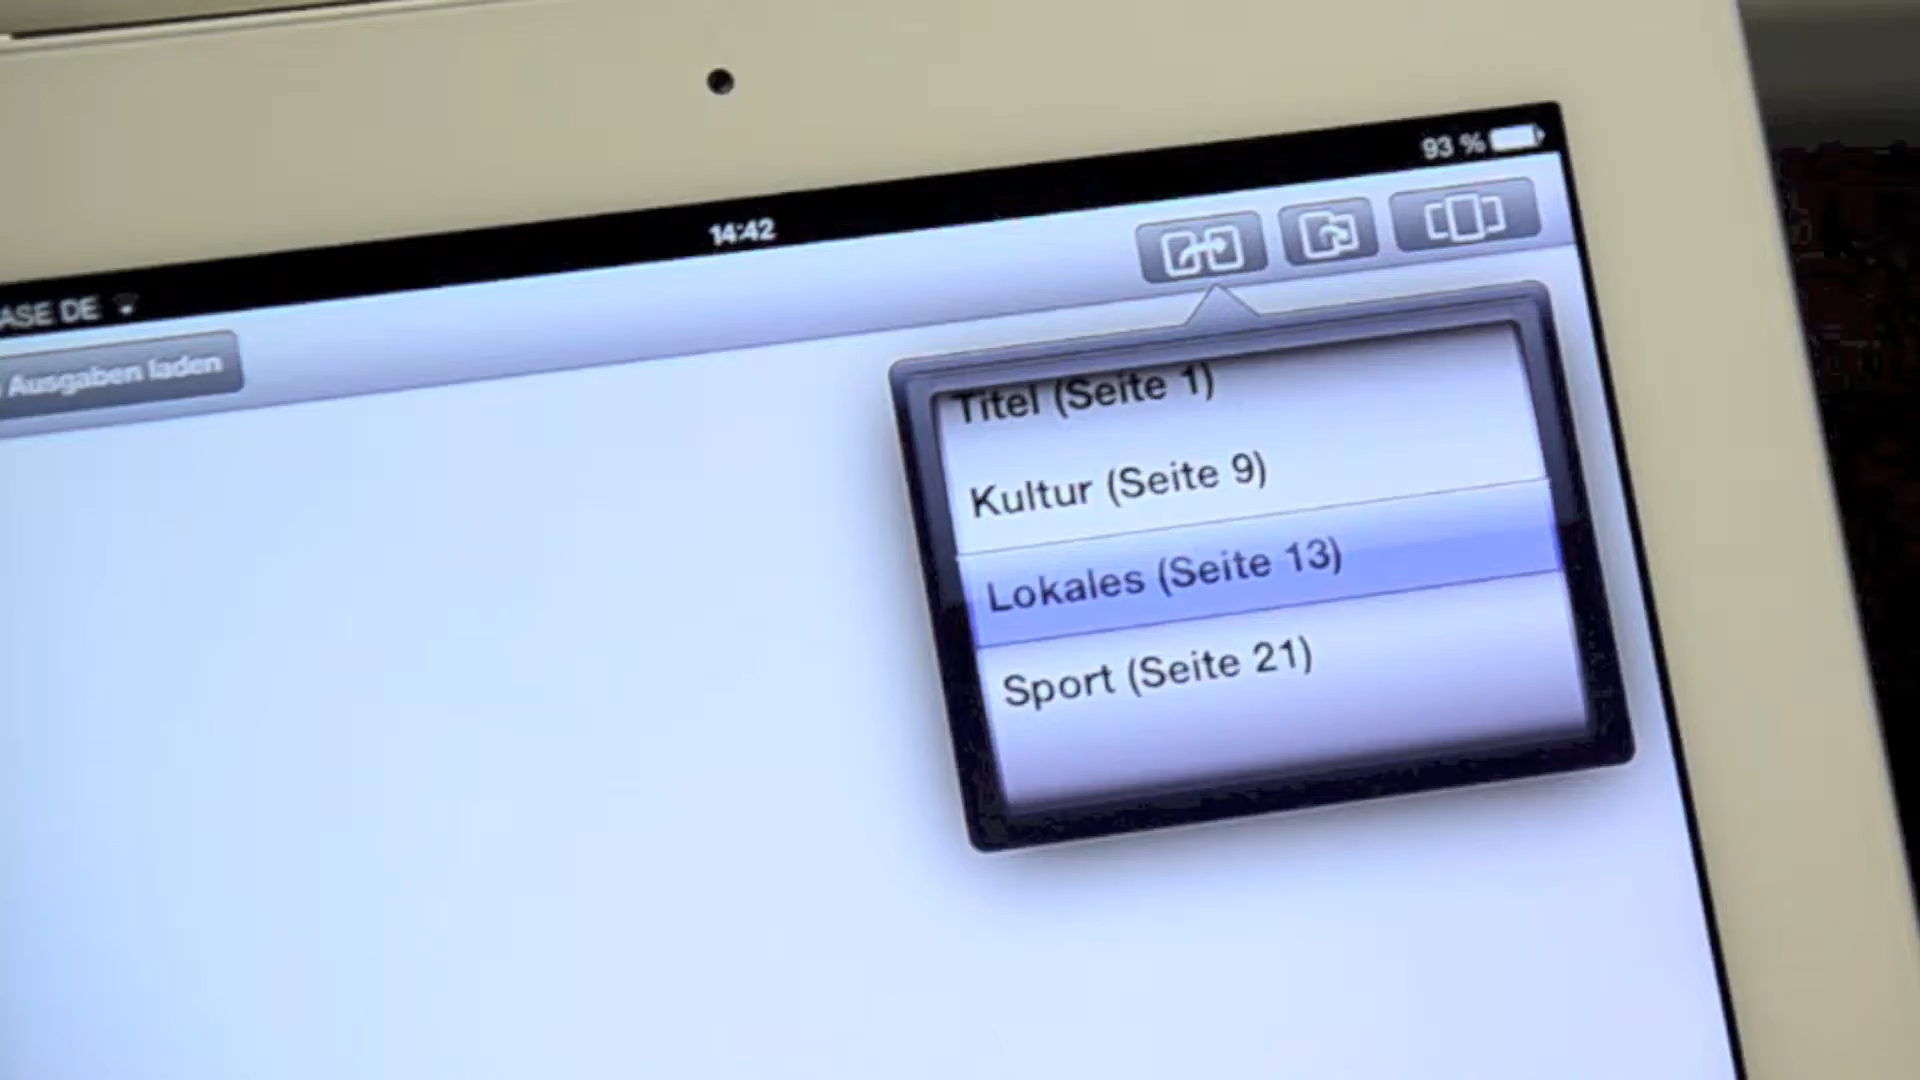 93 %
14:42
ASE DE
Ausgaben laden
Titel (Seite 1)
Kultur (Seite 9)
Lokales (Seite 13)
Sport (Seite 21)